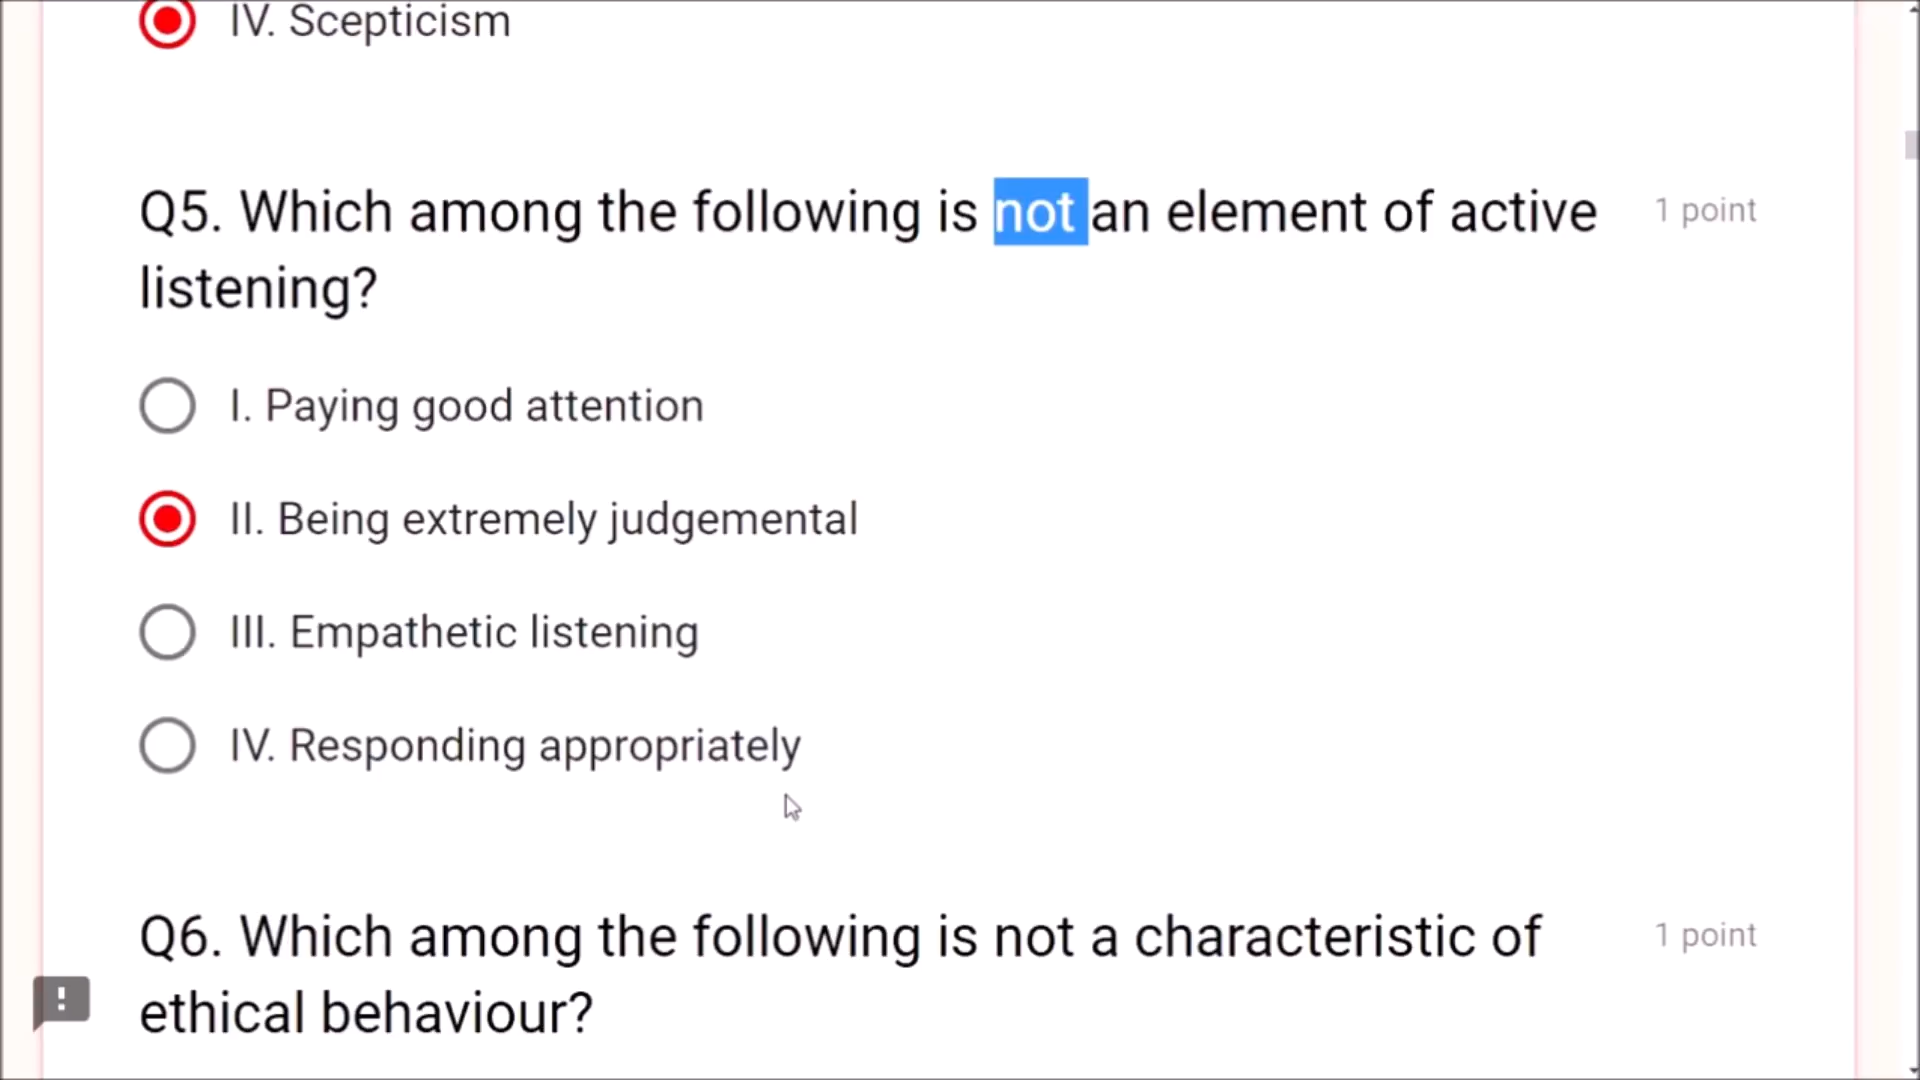 IV. Scepticism
Q5. Which among the following is not an element of active
1 point
listening?
I. Paying good attention
II. Being extremely judgemental
III. Empathetic listening
IV. Responding appropriately
Q6. Which among the following is not a characteristic of
1 point
ethical behaviour?